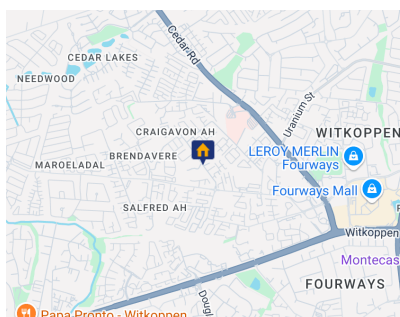 Cedar Rd
CEDAR LAKES
NEEDWOOD
Uranium St
CRAIGAVON AH
WITKOPPEN
BRENDAVERE
LEROY MERLIN
Fourways
MAROELADAL
Fourways Mall
SALFRED AH
Witkoppen
Montecas
FOURWAYS
Dougl
Papa Pronto - Witkoppen